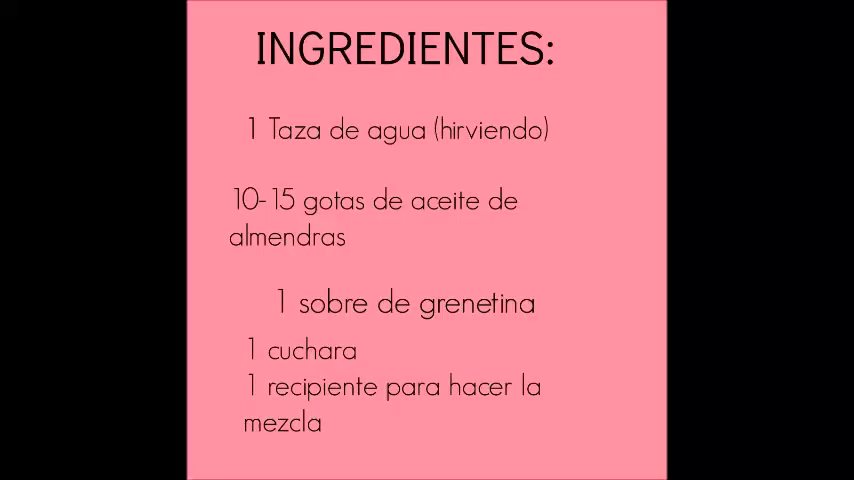 INGREDIENTES:
1 Taza de agua (hirviendo)
10-15 gotas de aceite de
almendras
1 sobre de grenetina
1 cuchara
1 recipiente para hacer la
mezcla